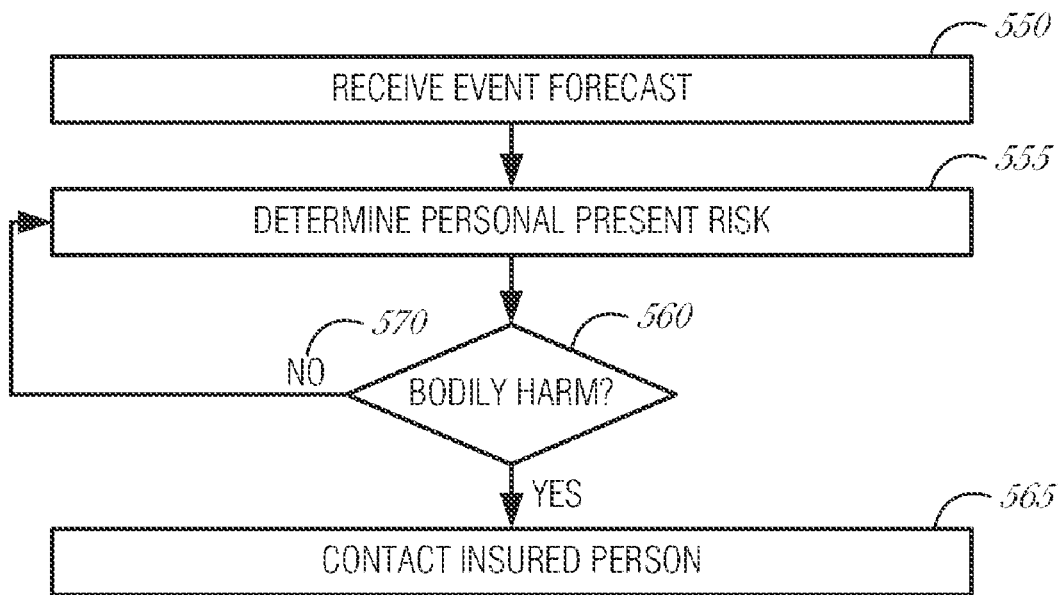 550
RECEIVE EVENT FORECAST
555
DETERMINE PERSONAL PRESENT RISK
570
560
NO
BODILY HARM?
YES
565
CONTACT INSURED PERSON